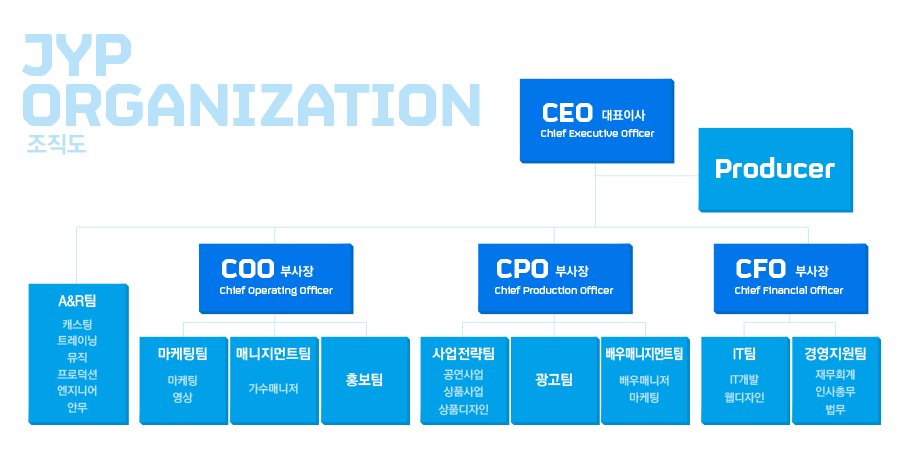 JYP
ORGANIZATION
조직도
CEO 대표이사
Chief Executive Officer
Producer
COO 부사장
Chief Operating Officer
CPO 부사장
Chief Production Officer
CFO 부사장
Chief Financial Officer
A&R팀
캐스팅
트레이닝
뮤직
프로덕션
엔지니어
안무
마케팅팀
마케팅
영상
매니지먼트팀
가수매니저
홍보팀
사업전략팀
공연사업
상품사업
상품디자인
광고팀
배우매니지먼트팀
배우매니저
마케팅
IT팀
IT개발
웹디자인
경영지원팀
재무회계
인사총무
법무